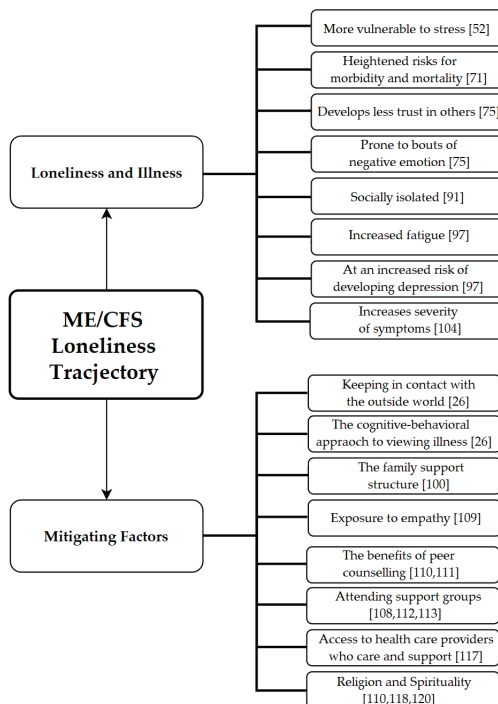 More vulnerable to stress [52]
Heightened risks for
morbidity and mortality [71]
Develops less trust in others [75]
Prone to bouts of
negative emotion [75]
Loneliness and Illness
Socially isolated [91]
Increased fatigue [97]
At an increased risk of
developing depression [97]
Increases severity
of symptoms [104]
ME/CFS
Loneliness
Tracjectory
Keeping in contact with
the outside world [26]
The cognitive-behavioral
appraoch to viewing illness [26]
The family support
structure [100]
Exposure to empathy [109]
Mitigating Factors
The benefits of peer
counselling [110,111]
Attending support groups
[108,112,113]
Access to health care providers
who care and support [117]
Religion and Spirituality
[110,118,120]